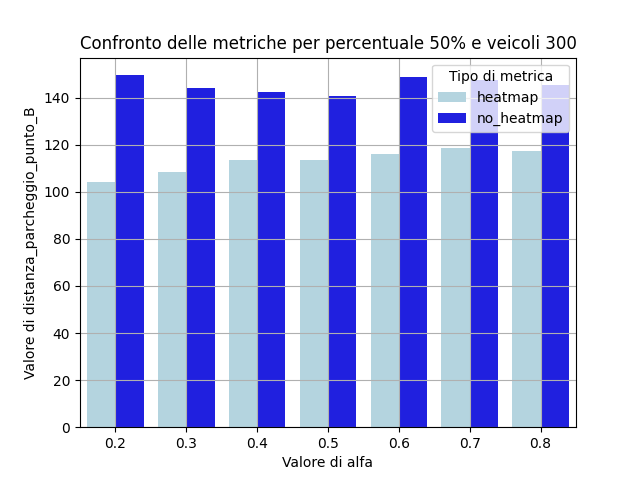 Confronto delle metriche per percentuale 50% e veicoli 300
Valore di distanza_parcheggio_punto_B
140
120
100
80
60
40
20
0
Tipo di metrica
heatmap
no_heatmap
0.2 0.3 0.4 0.5 0.6 0.7 0.8
Valore di alfa